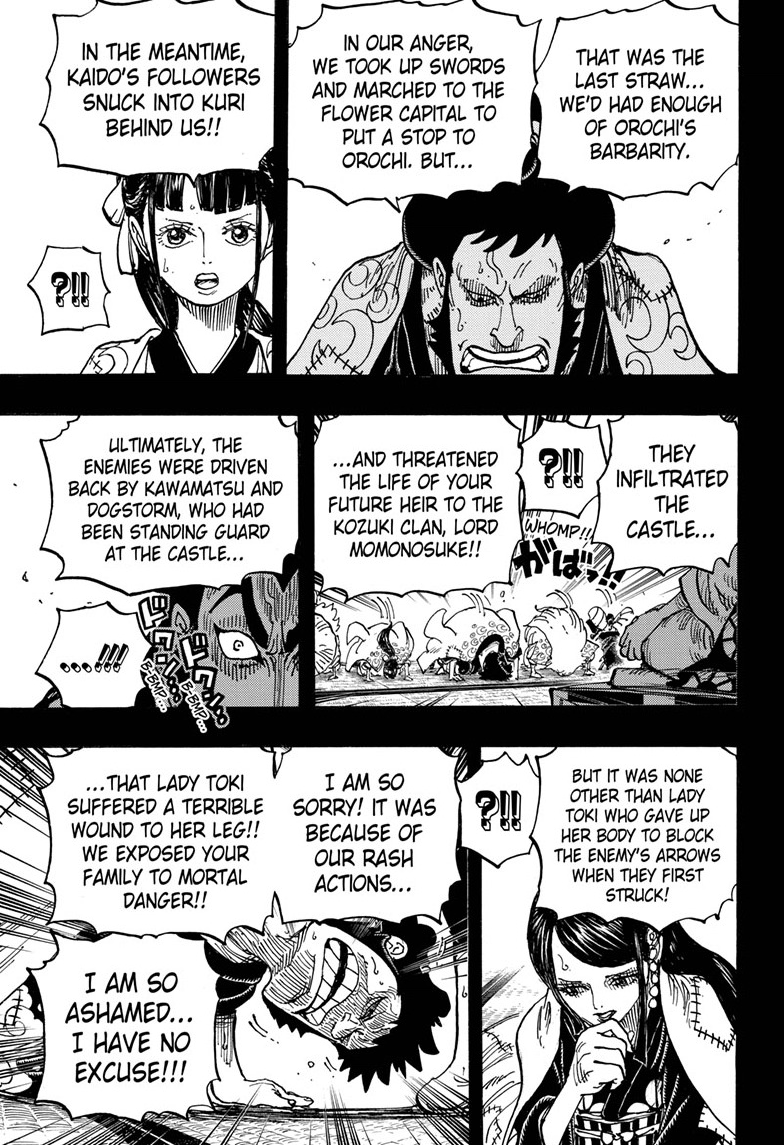 THAT WAS THE
LAST STRAW...
WE'D HAD ENOUGH
OF OROCHI'S
BARBARITY.
IN OUR ANGER,
WE TOOK UP SWORDS
AND MARCHED TO THE
FLOWER CAPITAL TO
PUT A STOP TO
OROCHI. BUT...
IN THE MEANTIME,
KAIDO'S FOLLOWERS
SNUCK INTO KURI
BEHIND US!!
?!!
THEY
INFILTRATED
THE
CASTLE...
?!!
WHOMP!!
がばっ!!
...AND THREATENED
THE LIFE OF YOUR
FUTURE HEIR TO THE
KOZUKI CLAN, LORD
MOMONOSUKE!!
ULTIMATELY, THE
ENEMIES WERE DRIVEN
BACK BY KAWAMATSU AND
DOGSTORM, WHO HAD
BEEN STANDING GUARD
AT THE CASTLE...
...!!!
B-BMP...
B-BMP...
BUT IT WAS NONE
OTHER THAN LADY
TOKI WHO GAVE UP
HER BODY TO BLOCK
THE ENEMY'S ARROWS
WHEN THEY FIRST
STRUCK!
?!!
I AM SO
SORRY! IT WAS
BECAUSE OF
OUR RASH
ACTIONS...
...THAT LADY TOKI
SUFFERED A TERRIBLE
WOUND TO HER LEG!!
WE EXPOSED YOUR
FAMILY TO MORTAL
DANGER!!
I AM SO
ASHAMED...
I HAVE NO
EXCUSE!!!